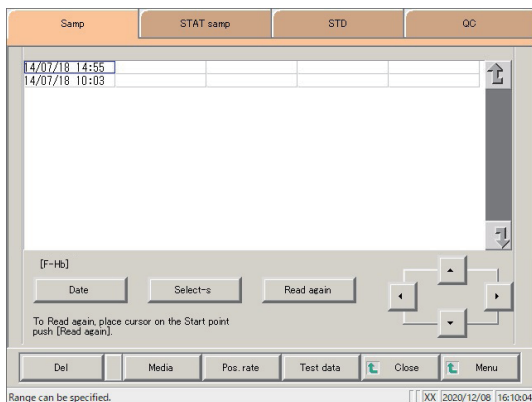 Samp STAT samp STD QC
14/07/18 14:55
14/07/18 10:03
[F-Hb]
Date Select-s Read again
To Read again, place cursor on the Start point
push [Read again].
Del Media Pos. rate Test data Close Menu
Range can be specified. XX 2020/12/08 16:10:04